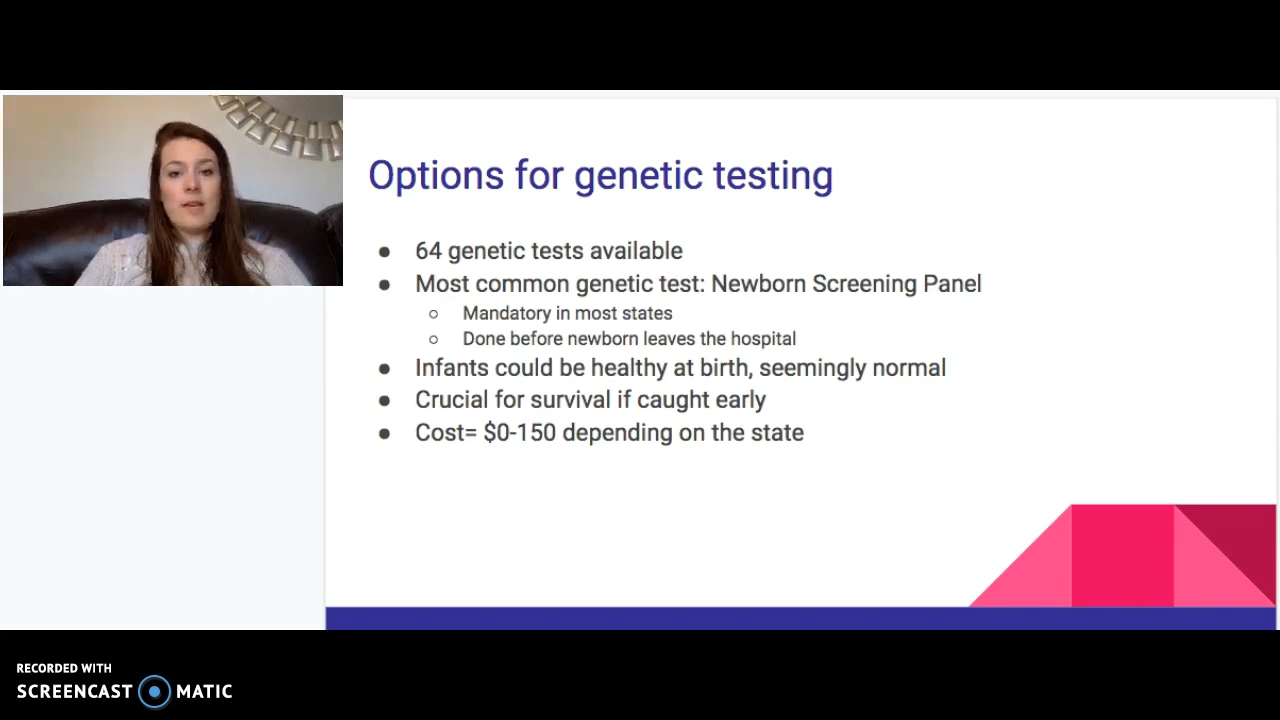 Options for genetic testing
● 64 genetic tests available
● Most common genetic test: Newborn Screening Panel
○ Mandatory in most states
○ Done before newborn leaves the hospital
● Infants could be healthy at birth, seemingly normal
● Crucial for survival if caught early
● Cost= $0-150 depending on the state
RECORDED WITH
SCREENCAST MATIC